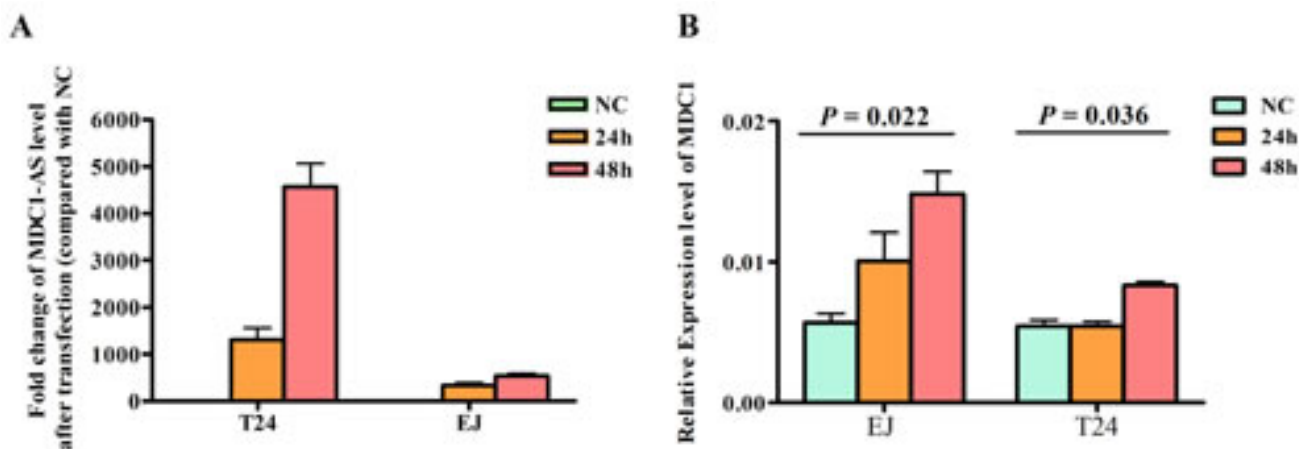 A
Fold change of MDC1-AS level
after transfection (compared with NC
6000
5000
4000
3000
2000
1000
0
NC
24h
48h
T24
EJ
B
Relative Expression level of MDC1
0.02
0.01
0.00
P = 0.022
P = 0.036
NC
24h
48h
EJ
T24